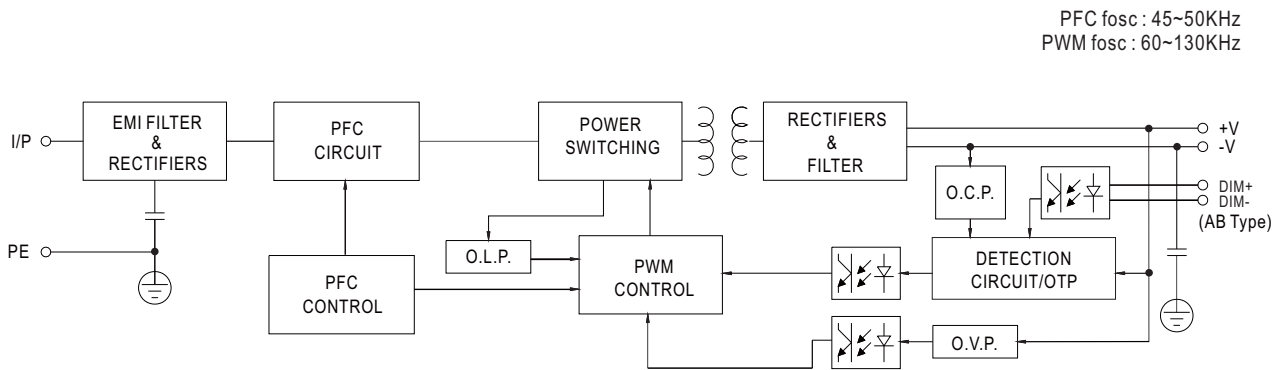 PFC fosc : 45~50KHz
PWM fosc : 60~130KHz
I/P
EMI FILTER
&
RECTIFIERS
PFC
CIRCUIT
POWER
SWITCHING
RECTIFIERS
&
FILTER
+V
-V
O.C.P.
DIM+
DIM-
(AB Type)
PE
O.L.P.
PFC
CONTROL
PWM
CONTROL
DETECTION
CIRCUIT/OTP
O.V.P.